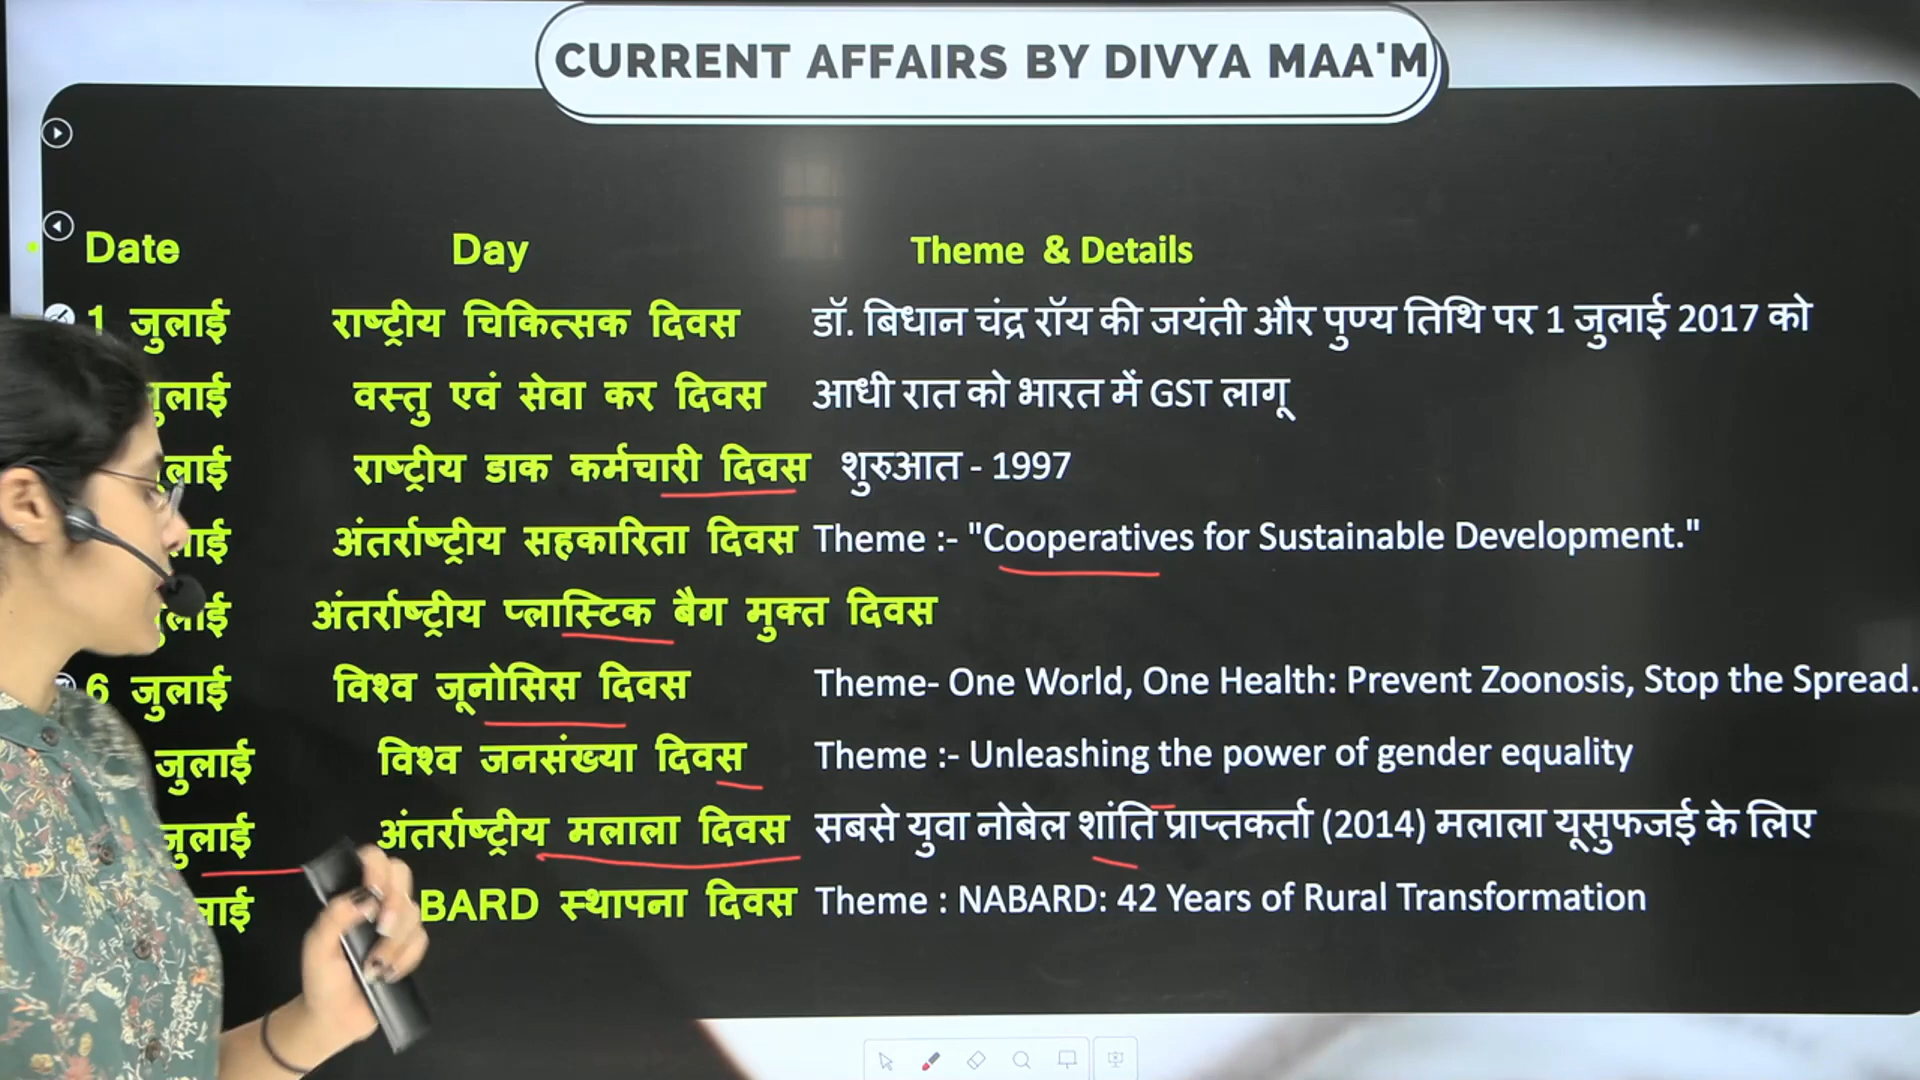 CURRENT AFFAIRS BY DIVYA MAA'M
Date Day Theme & Details
1 जुलाई राष्ट्रीय चिकित्सक दिवस डॉ. बिधान चंद्र रॉय की जयंती और पुण्य तिथि पर 1 जुलाई 2017 को
वस्तु एवं सेवा कर दिवस आधी रात को भारत में GST लागू
राष्ट्रीय डाक कर्मचारी दिवस शुरुआत - 1997
अंतर्राष्ट्रीय सहकारिता दिवस Theme :- "Cooperatives for Sustainable Development."
अंतर्राष्ट्रीय प्लास्टिक बैग मुक्त दिवस
6 जुलाई विश्व जूनोसिस दिवस Theme- One World, One Health: Prevent Zoonosis, Stop the Spread.
जुलाई विश्व जनसंख्या दिवस Theme :- Unleashing the power of gender equality
जुलाई अंतर्राष्ट्रीय मलाला दिवस सबसे युवा नोबेल शांति प्राप्तकर्ता (2014) मलाला यूसुफजई के लिए
स्थापना दिवस Theme : NABARD: 42 Years of Rural Transformation